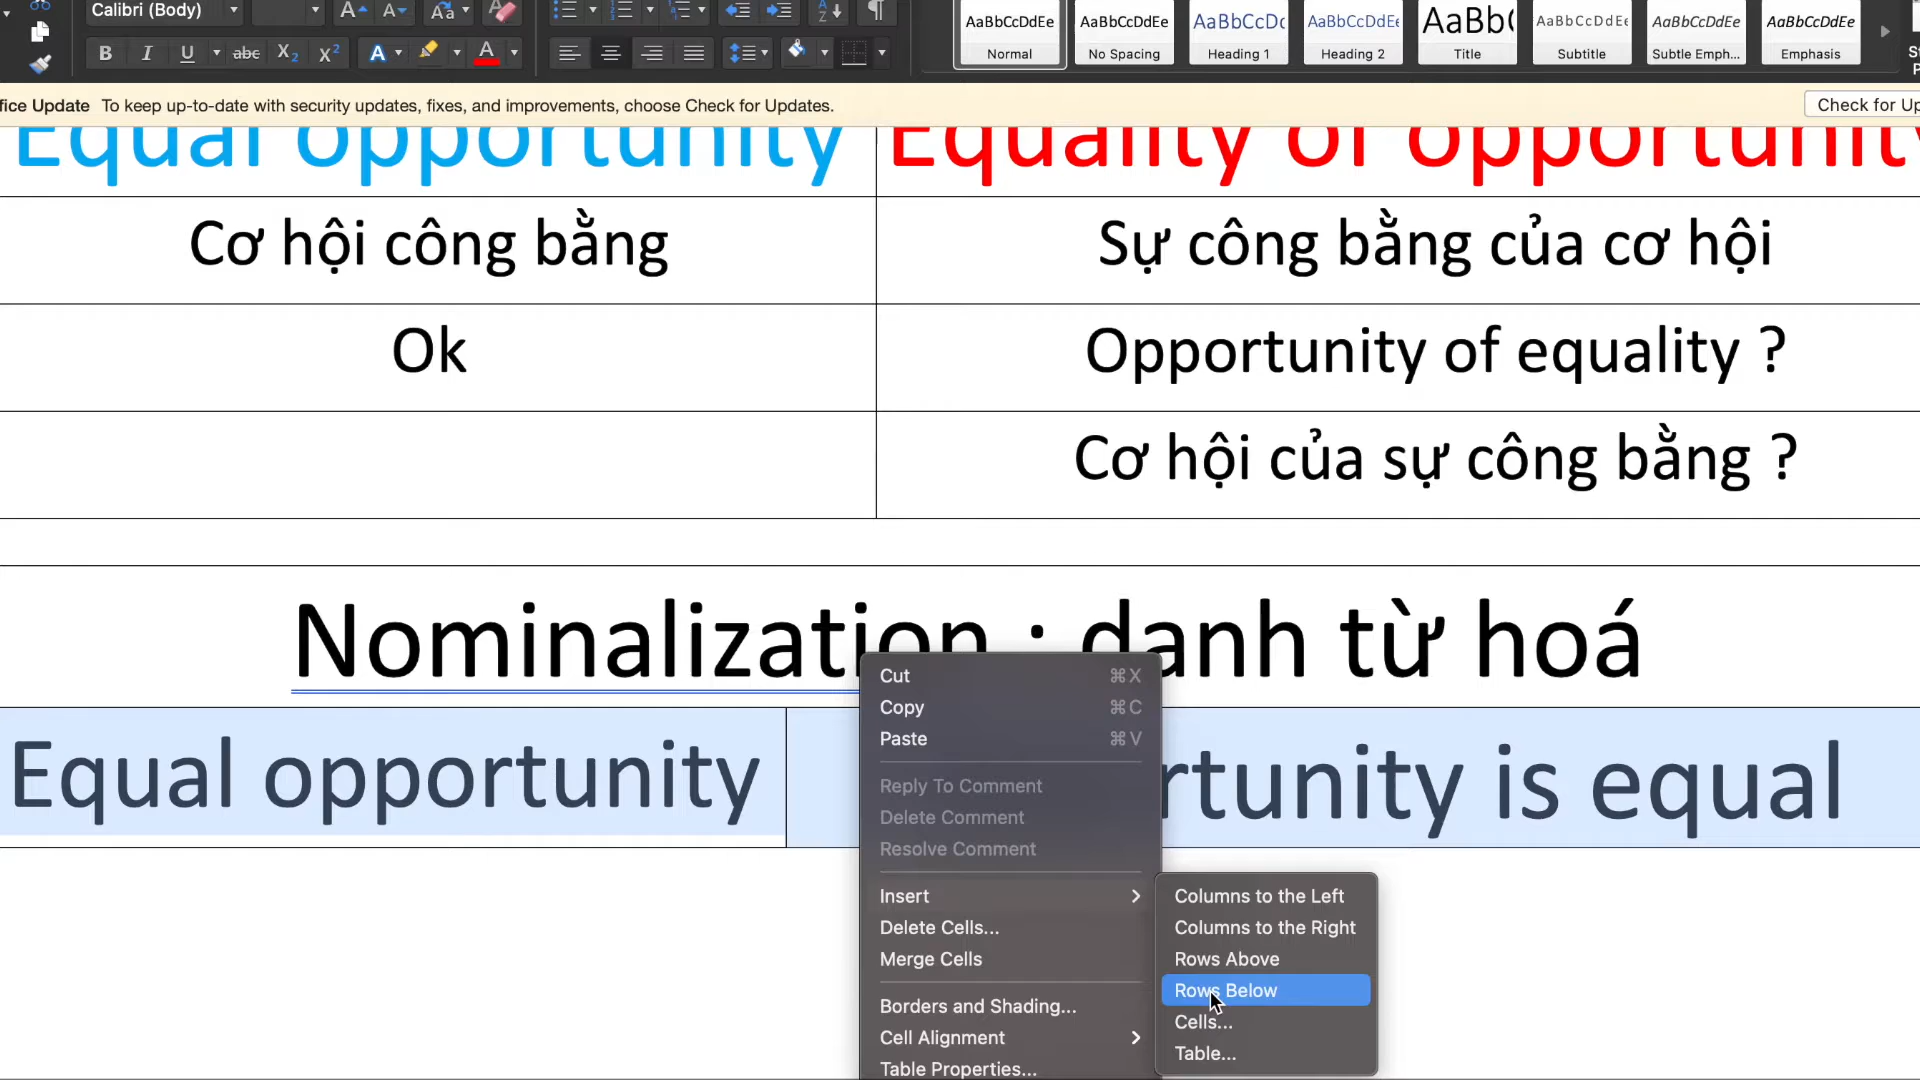 Calibri (Body)
AaBbCcDdEe
Normal
AaBbCcDdEe
No Spacing
AaBbCcDc
Heading 1
AaBbCcDdEe
Heading 2
AaBb(
Title
AaBbCcDdEe
Subtitle
AaBbCcDdEe
Subtle Emph...
AaBbCcDdEe
Emphasis
fice Update To keep up-to-date with security updates, fixes, and improvements, choose Check for Updates.
Check for Up
Equal opportunity
Equality of opportunity
Cơ hội công bằng
Sự công bằng của cơ hội
Ok
Opportunity of equality ?
Cơ hội của sự công bằng ?
Nominalization : danh từ hoá
Equal opportunity
rtunity is equal
Cut ⌘X
Copy ⌘C
Paste ⌘V
Reply To Comment
Delete Comment
Resolve Comment
Insert
Delete Cells...
Merge Cells
Borders and Shading...
Cell Alignment
Table Properties...
Columns to the Left
Columns to the Right
Rows Above
Rows Below
Cells...
Table...